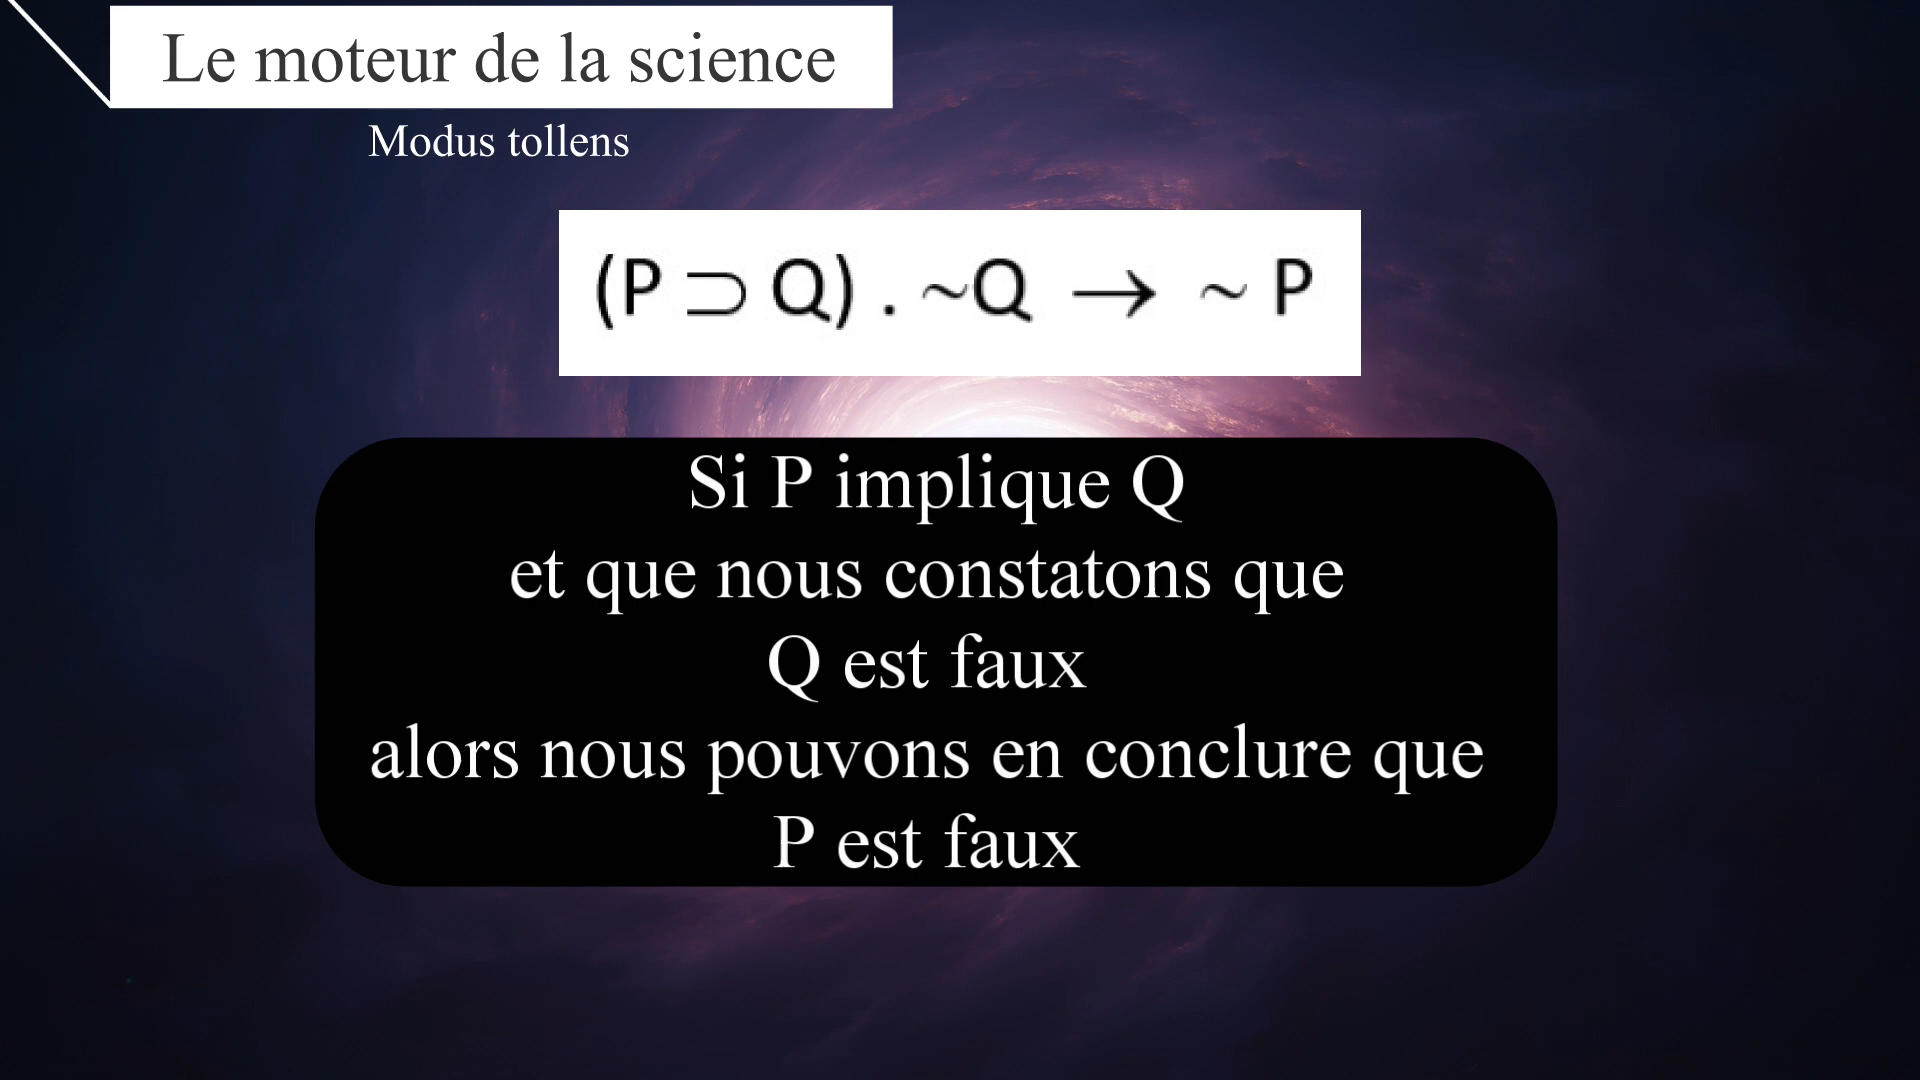 Le moteur de la science
Modus tollens
(P ⊃ Q) . ~Q → ~ P
Si P implique Q
et que nous constatons que
Q est faux
alors nous pouvons en conclure que
P est faux